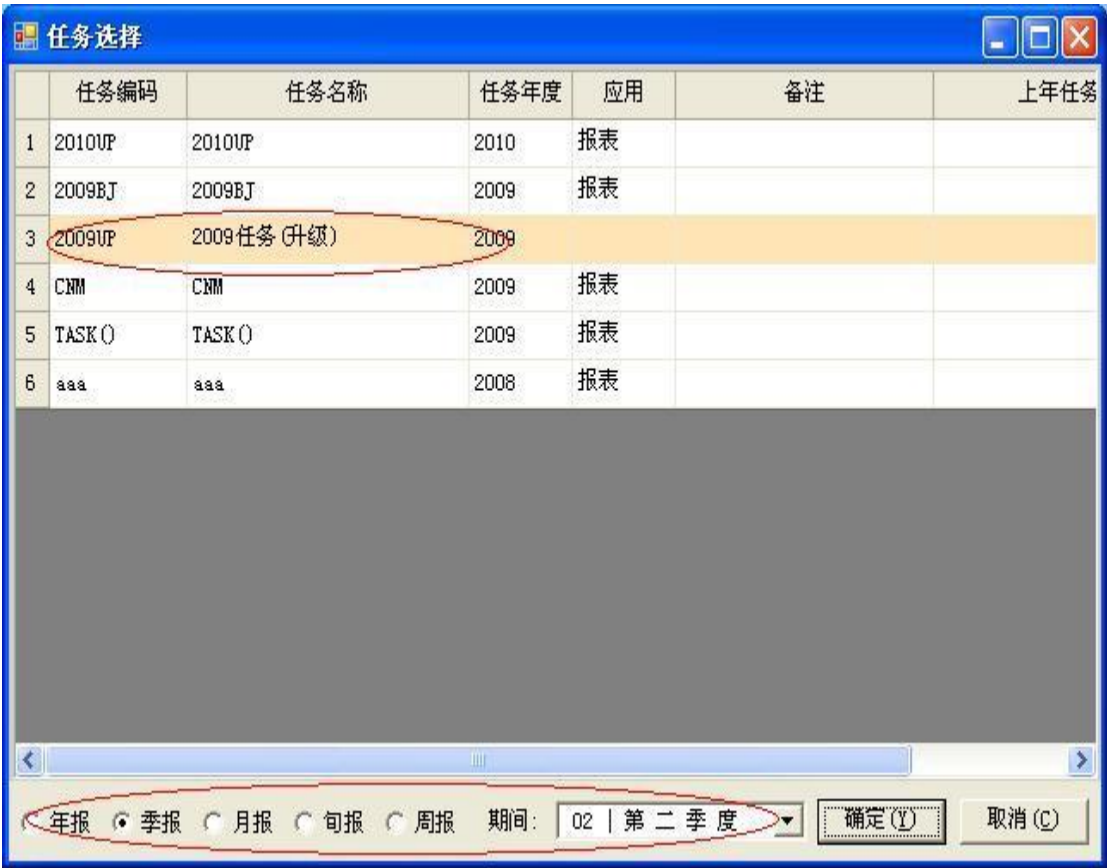 任务选择
任务编码 任务名称 任务年度 应用 备注 上年任务
1 2010UP 2010UP 2010 报表
2 2009BJ 2009BJ 2009 报表
3 2009UP 2009任务(升级) 2009
4 CNM CNM 2009 报表
5 TASK() TASK() 2009 报表
6 aaa aaa 2008 报表
年报 季报 月报 旬报 周报 期间: 02 | 第 二 季 度 确定(Y) 取消(C)